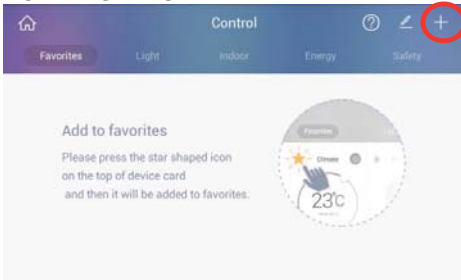 Control
Favorites Light Indoor Energy Safety
Add to favorites
Please press the star shaped icon
on the top of device card
and then it will be added to favorites.
Favorites
Climate
23°C